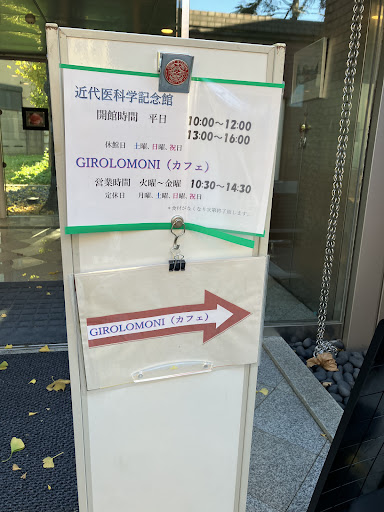 近代医科学記念館
開館時間 平日 10:00～12:00
13:00～16:00
休館日 土曜、日曜、祝日
GIROLOMONI（カフェ）
営業時間 火曜～金曜 10:30～14:30
定休日 月曜、土曜、日曜、祝日
GIROLOMONI（カフェ）